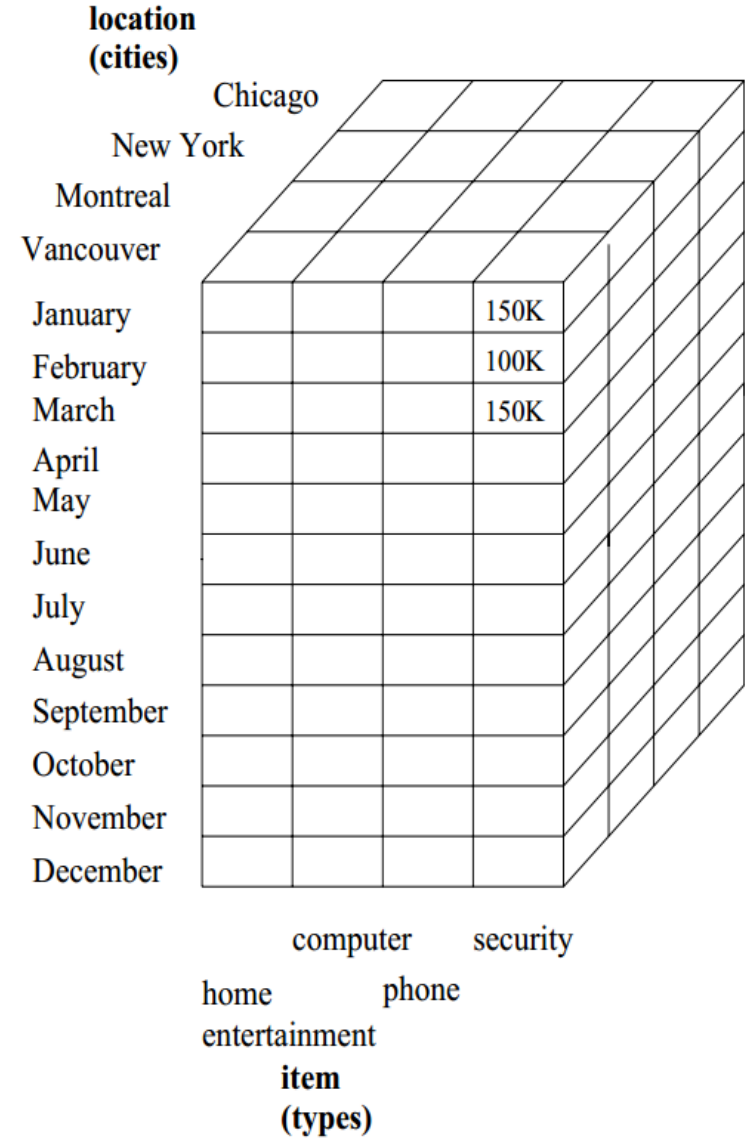 location
(cities)
Chicago
New York
Montreal
Vancouver
January
150K
February
100K
March
150K
April
May
June
July
August
September
October
November
December
computer
security
home
phone
entertainment
item
(types)